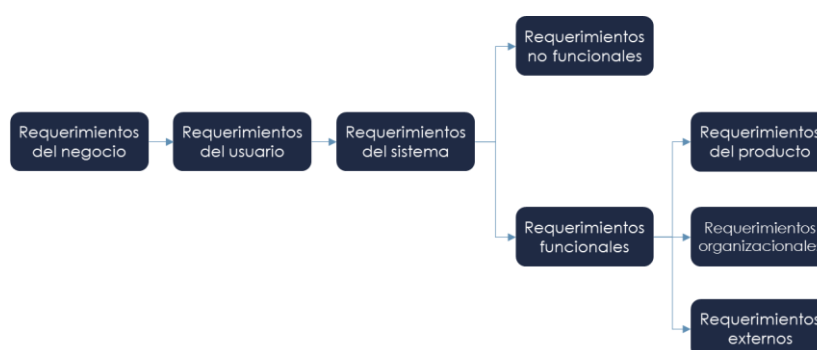 Requerimientos
no funcionales
Requerimientos
del negocio
Requerimientos
del usuario
Requerimientos
del sistema
Requerimientos
del producto
Requerimientos
funcionales
Requerimientos
organizacionales
Requerimientos
externos